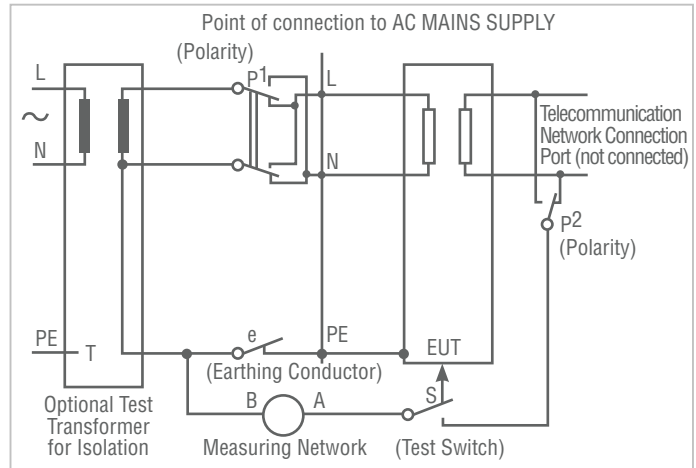 Point of connection to AC MAINS SUPPLY
(Polarity)
L
P1
L
Telecommunication
Network Connection
Port (not connected)
~
N
N
P2
(Polarity)
PE
T
e
PE
EUT
(Earthing Conductor)
B
A
S
Optional Test
Transformer
for Isolation
Measuring Network
(Test Switch)